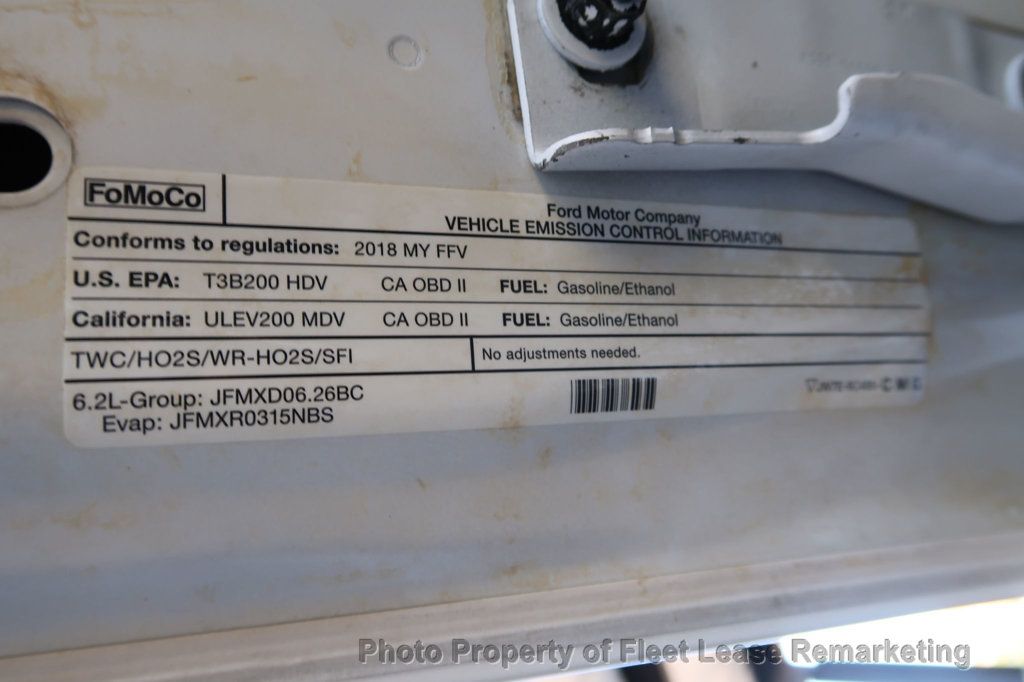 FoMoCo
Ford Motor Company
VEHICLE EMISSION CONTROL INFORMATION
Conforms to regulations: 2018 MY FFV
U.S. EPA: T3B200 HDV CA OBD II FUEL: Gasoline/Ethanol
California: ULEV200 MDV CA OBD II FUEL: Gasoline/Ethanol
TWC/HO2S/WR-HO2S/SFI No adjustments needed.
6.2L-Group: JFMXD06.26BC
Evap: JFMXR0315NBS
Photo Property of Fleet Lease Remarketing